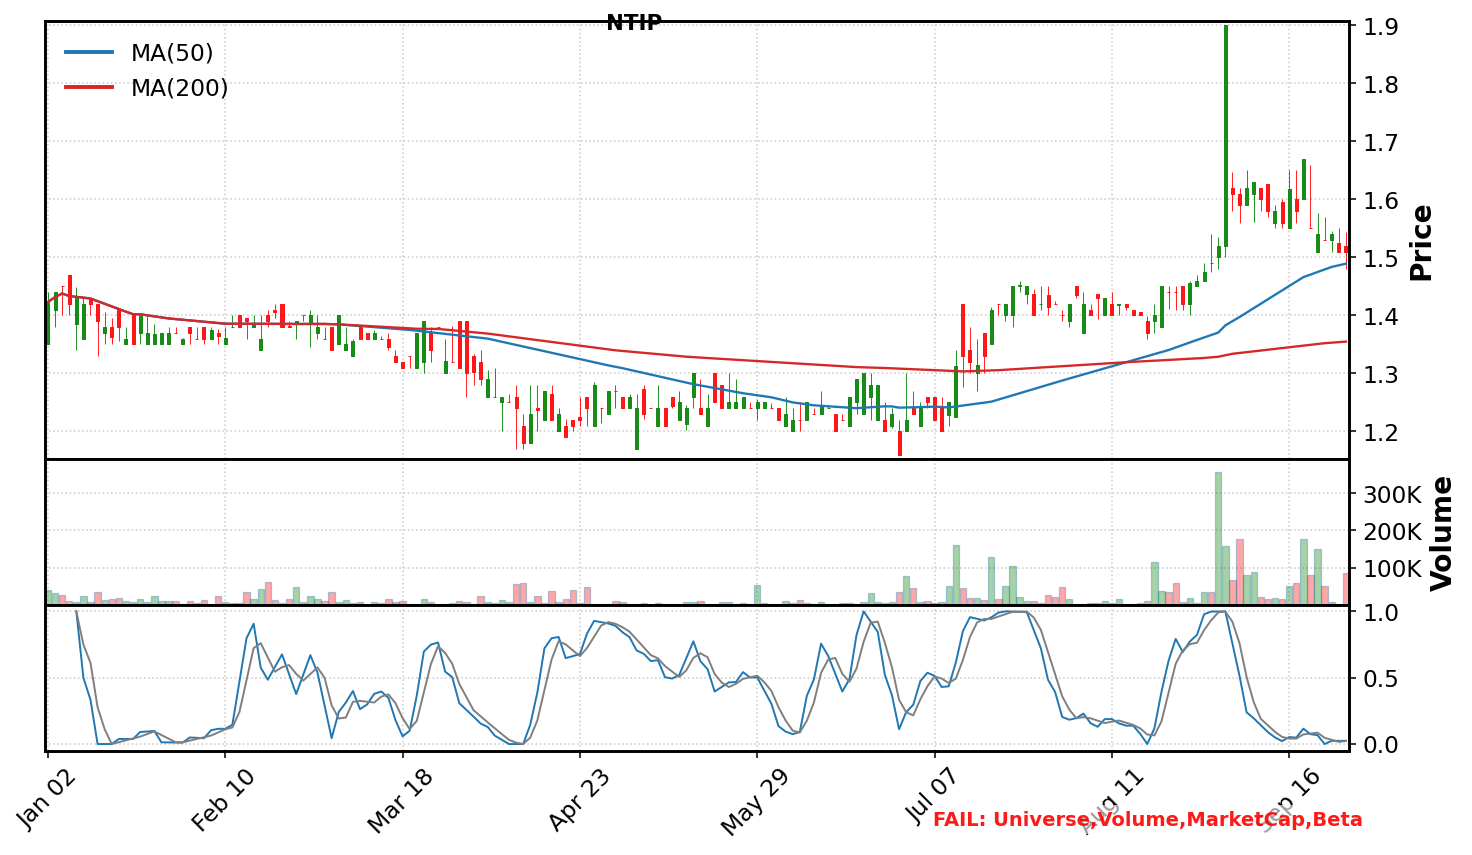 NTIP
MA(50)
MA(200)
1.9
1.8
1.7
1.6
1.5
1.4
1.3
1.2
Price
300K
200K
100K
Volume
1.0
0.5
0.0
Jan 02
Feb 10
Mar 18
Apr 23
May 29
Jul 07
Aug 11
Sep 16
FAIL: Universe,Volume,MarketCap,Beta